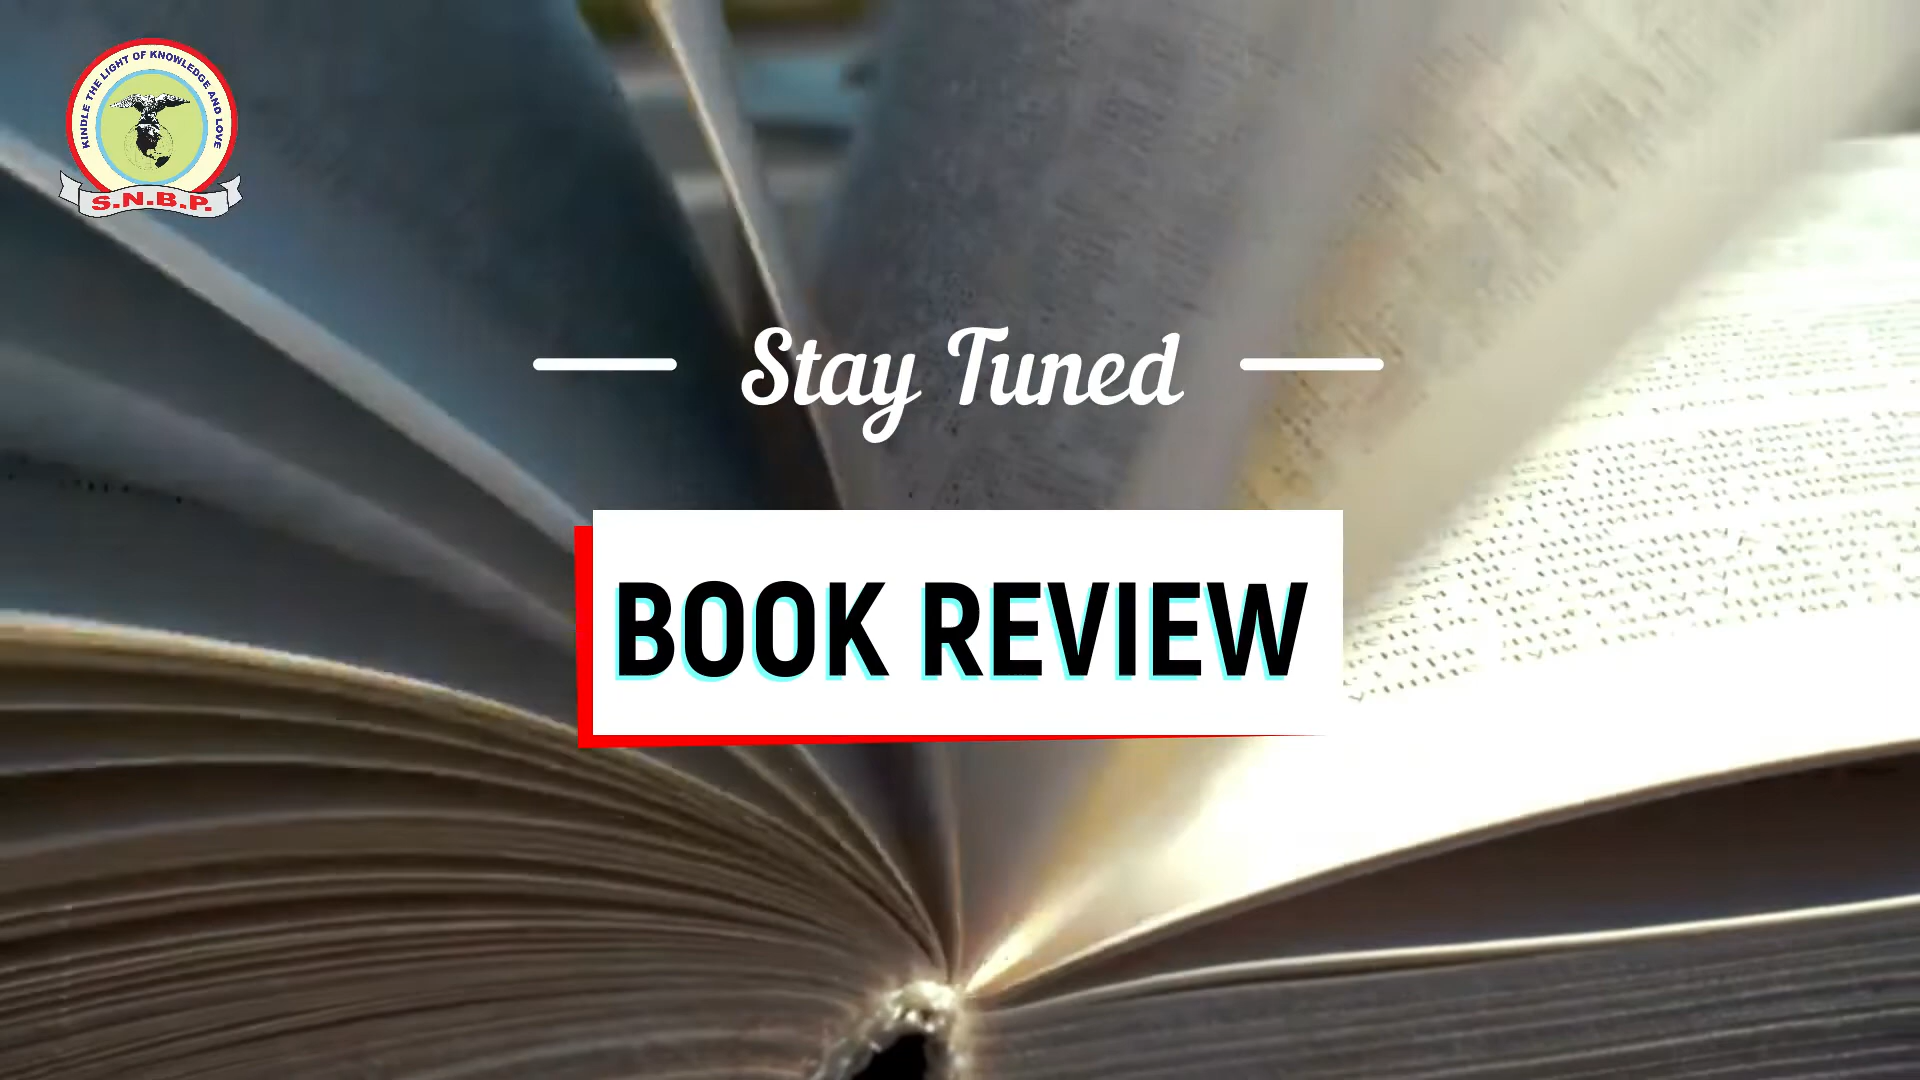 KINDLE THE LIGHT OF KNOWLEDGE AND LOVE
S.N.B.P.
Stay Tuned
BOOK REVIEW